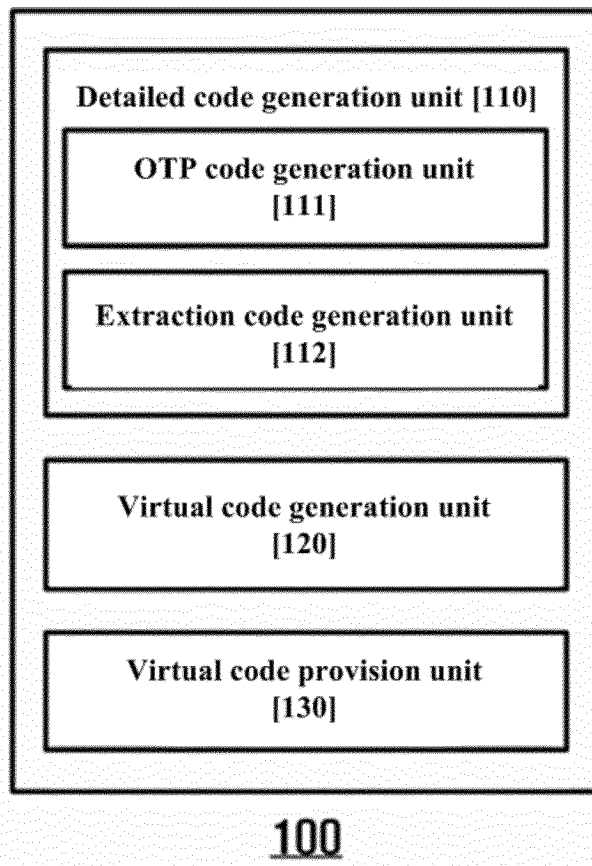 Detailed code generation unit [110]
OTP code generation unit
[111]
Extraction code generation unit
[112]
Virtual code generation unit
[120]
Virtual code provision unit
[130]
100